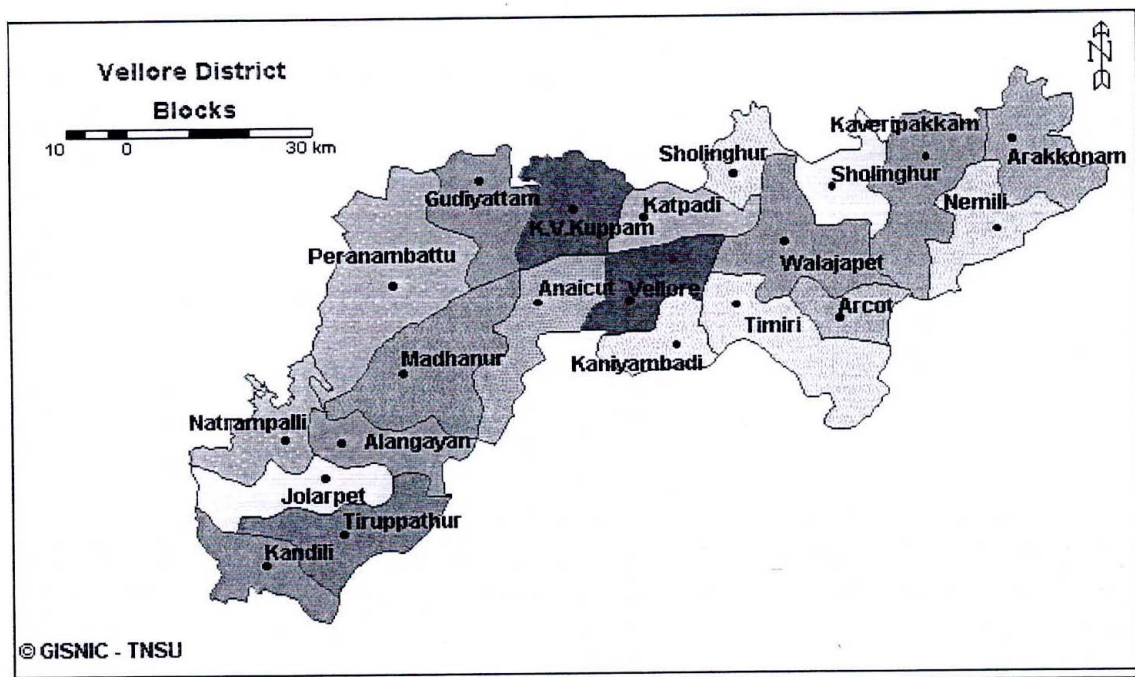 Vellore District
Blocks
10 0 30 km
N
Kaveripakkam
Sholinghur
Arakkonam
Sholinghur
Gudiyattam
Katpadi
Nemili
K.V.Kuppam
Peranambattu
Walajapet
Anaicut
Vellore
Arcot
Timiri
Madhanur
Kaniyambadi
Natrampalli
Alangayan
Jolarpet
Tiruppathur
Kandili
© GISNIC - TNSU